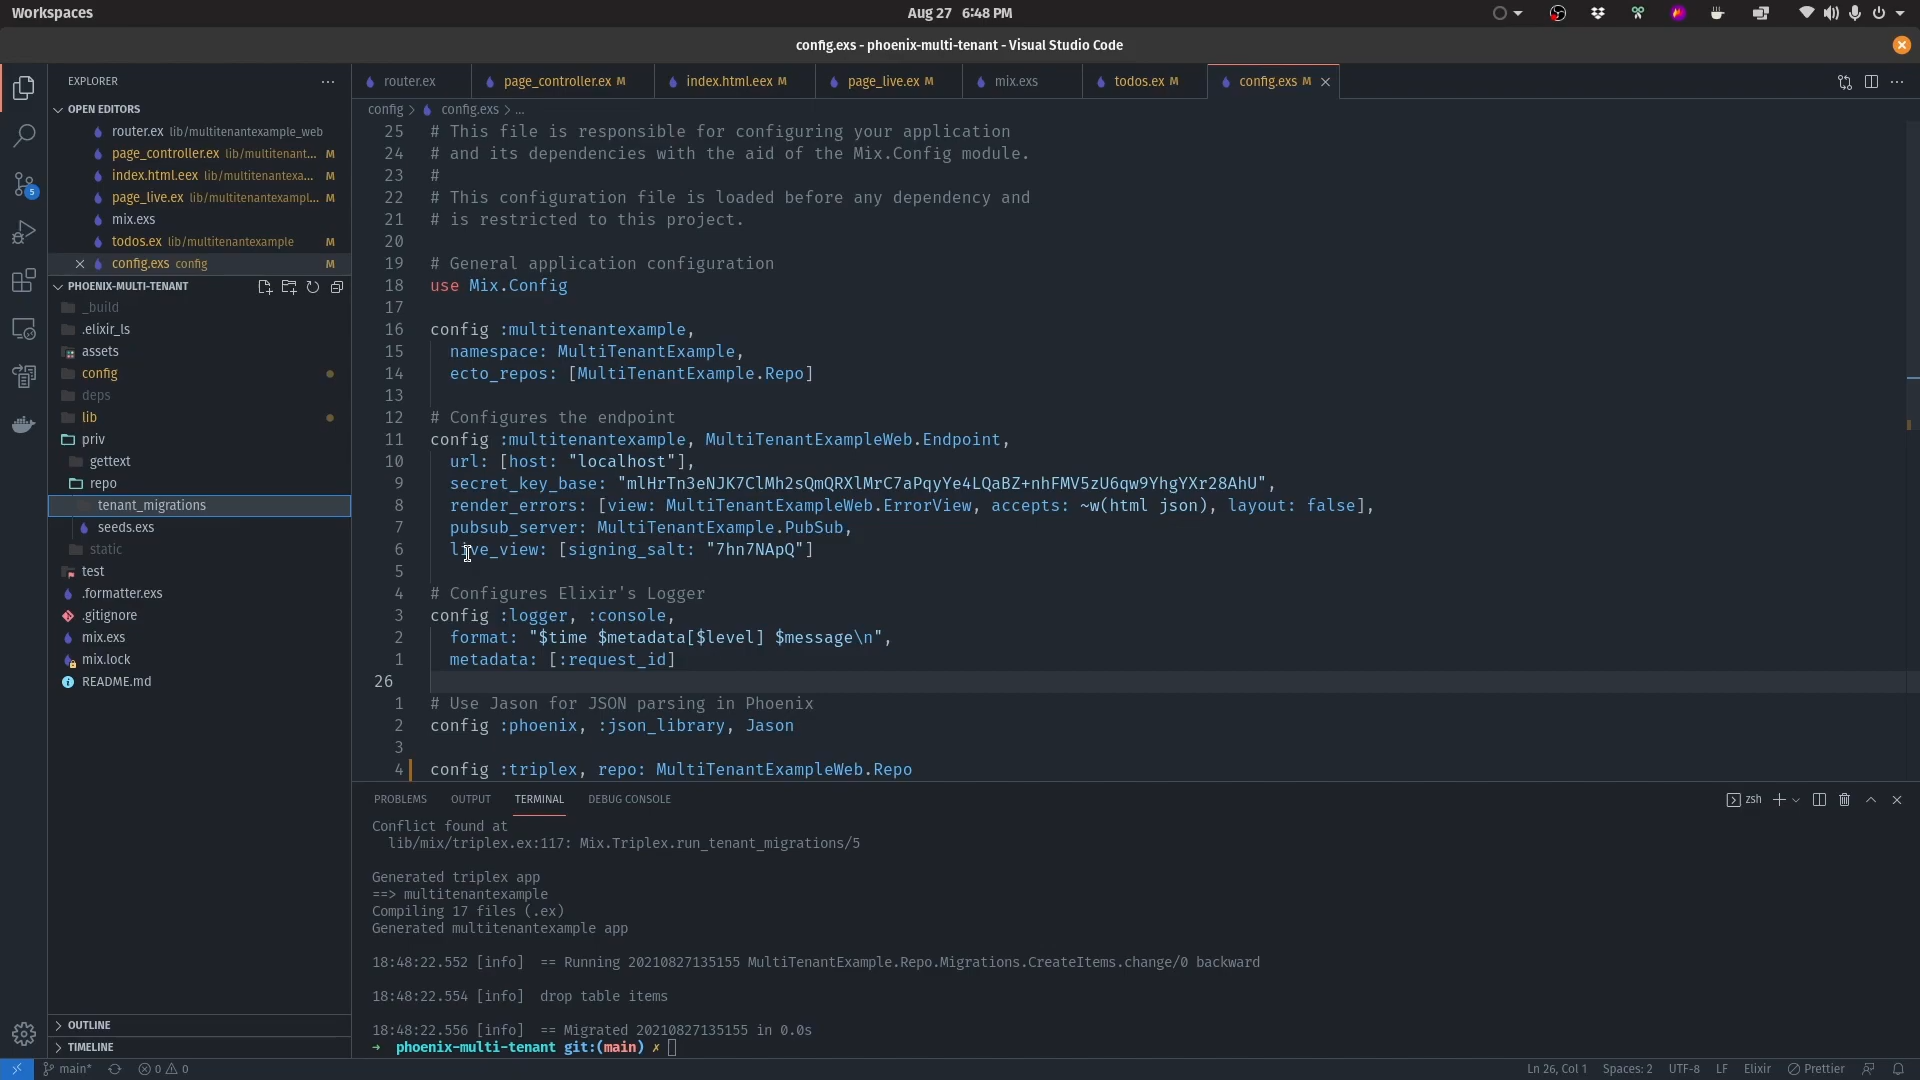 Workspaces
Aug 27 6:48 PM
config.exs - phoenix-multi-tenant - Visual Studio Code
EXPLORER
router.ex
page_controller.ex M
index.html.eex M
page_live.ex M
mix.exs
todos.ex M
config.exs M
OPEN EDITORS
router.ex lib/multitenantexample_web
page_controller.ex lib/multitenant... M
index.html.eex lib/multitenantexa... M
page_live.ex lib/multitenantexampl... M
mix.exs
todos.ex lib/multitenantexample M
config.exs config M
5
PHOENIX-MULTI-TENANT
_build
.elixir_ls
assets
config
deps
lib
priv
gettext
repo
tenant_migrations
seeds.exs
static
test
.formatter.exs
.gitignore
mix.exs
mix.lock
README.md
OUTLINE
TIMELINE
config > config.exs > ...
25 # This file is responsible for configuring your application
24 # and its dependencies with the aid of the Mix.Config module.
23 #
22 # This configuration file is loaded before any dependency and
21 # is restricted to this project.
20
19 # General application configuration
18 use Mix.Config
17
16 config :multitenantexample,
15 namespace: MultiTenantExample,
14 ecto_repos: [MultiTenantExample.Repo]
13
12 # Configures the endpoint
11 config :multitenantexample, MultiTenantExampleWeb.Endpoint,
10 url: [host: "localhost"],
9 secret_key_base: "mlHrTn3eNJK7ClMh2sQmQRXlMrC7aPqyYe4LQaBZ+nhFMV5zU6qw9YhgYXr28AhU",
8 render_errors: [view: MultiTenantExampleWeb.ErrorView, accepts: ~w(html json), layout: false],
7 pubsub_server: MultiTenantExample.PubSub,
6 live_view: [signing_salt: "7hn7NApQ"]
5
4 # Configures Elixir's Logger
3 config :logger, :console,
2 format: "$time $metadata[$level] $message\n",
1 metadata: [:request_id]
26
1 # Use Jason for JSON parsing in Phoenix
2 config :phoenix, :json_library, Jason
3
4 config :triplex, repo: MultiTenantExampleWeb.Repo
PROBLEMS OUTPUT TERMINAL DEBUG CONSOLE
zsh
Conflict found at
lib/mix/triplex.ex:117: Mix.Triplex.run_tenant_migrations/5
Generated triplex app
==> multitenantexample
Compiling 17 files (.ex)
Generated multitenantexample app
18:48:22.552 [info] == Running 20210827135155 MultiTenantExample.Repo.Migrations.CreateItems.change/0 backward
18:48:22.554 [info] drop table items
18:48:22.556 [info] == Migrated 20210827135155 in 0.0s
➜ phoenix-multi-tenant git:(main) ✗
main* 0 0
Ln 26, Col 1 Spaces: 2 UTF-8 LF Elixir Prettier